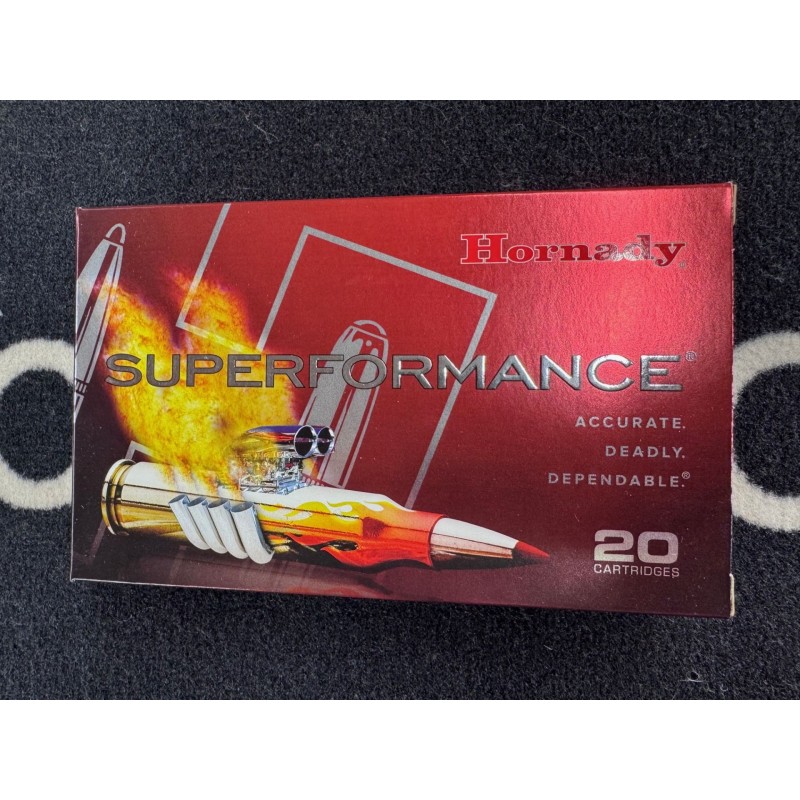 Hornady®
SUPERFORMANCE®
ACCURATE.
DEADLY.
DEPENDABLE.®
20
CARTRIDGES